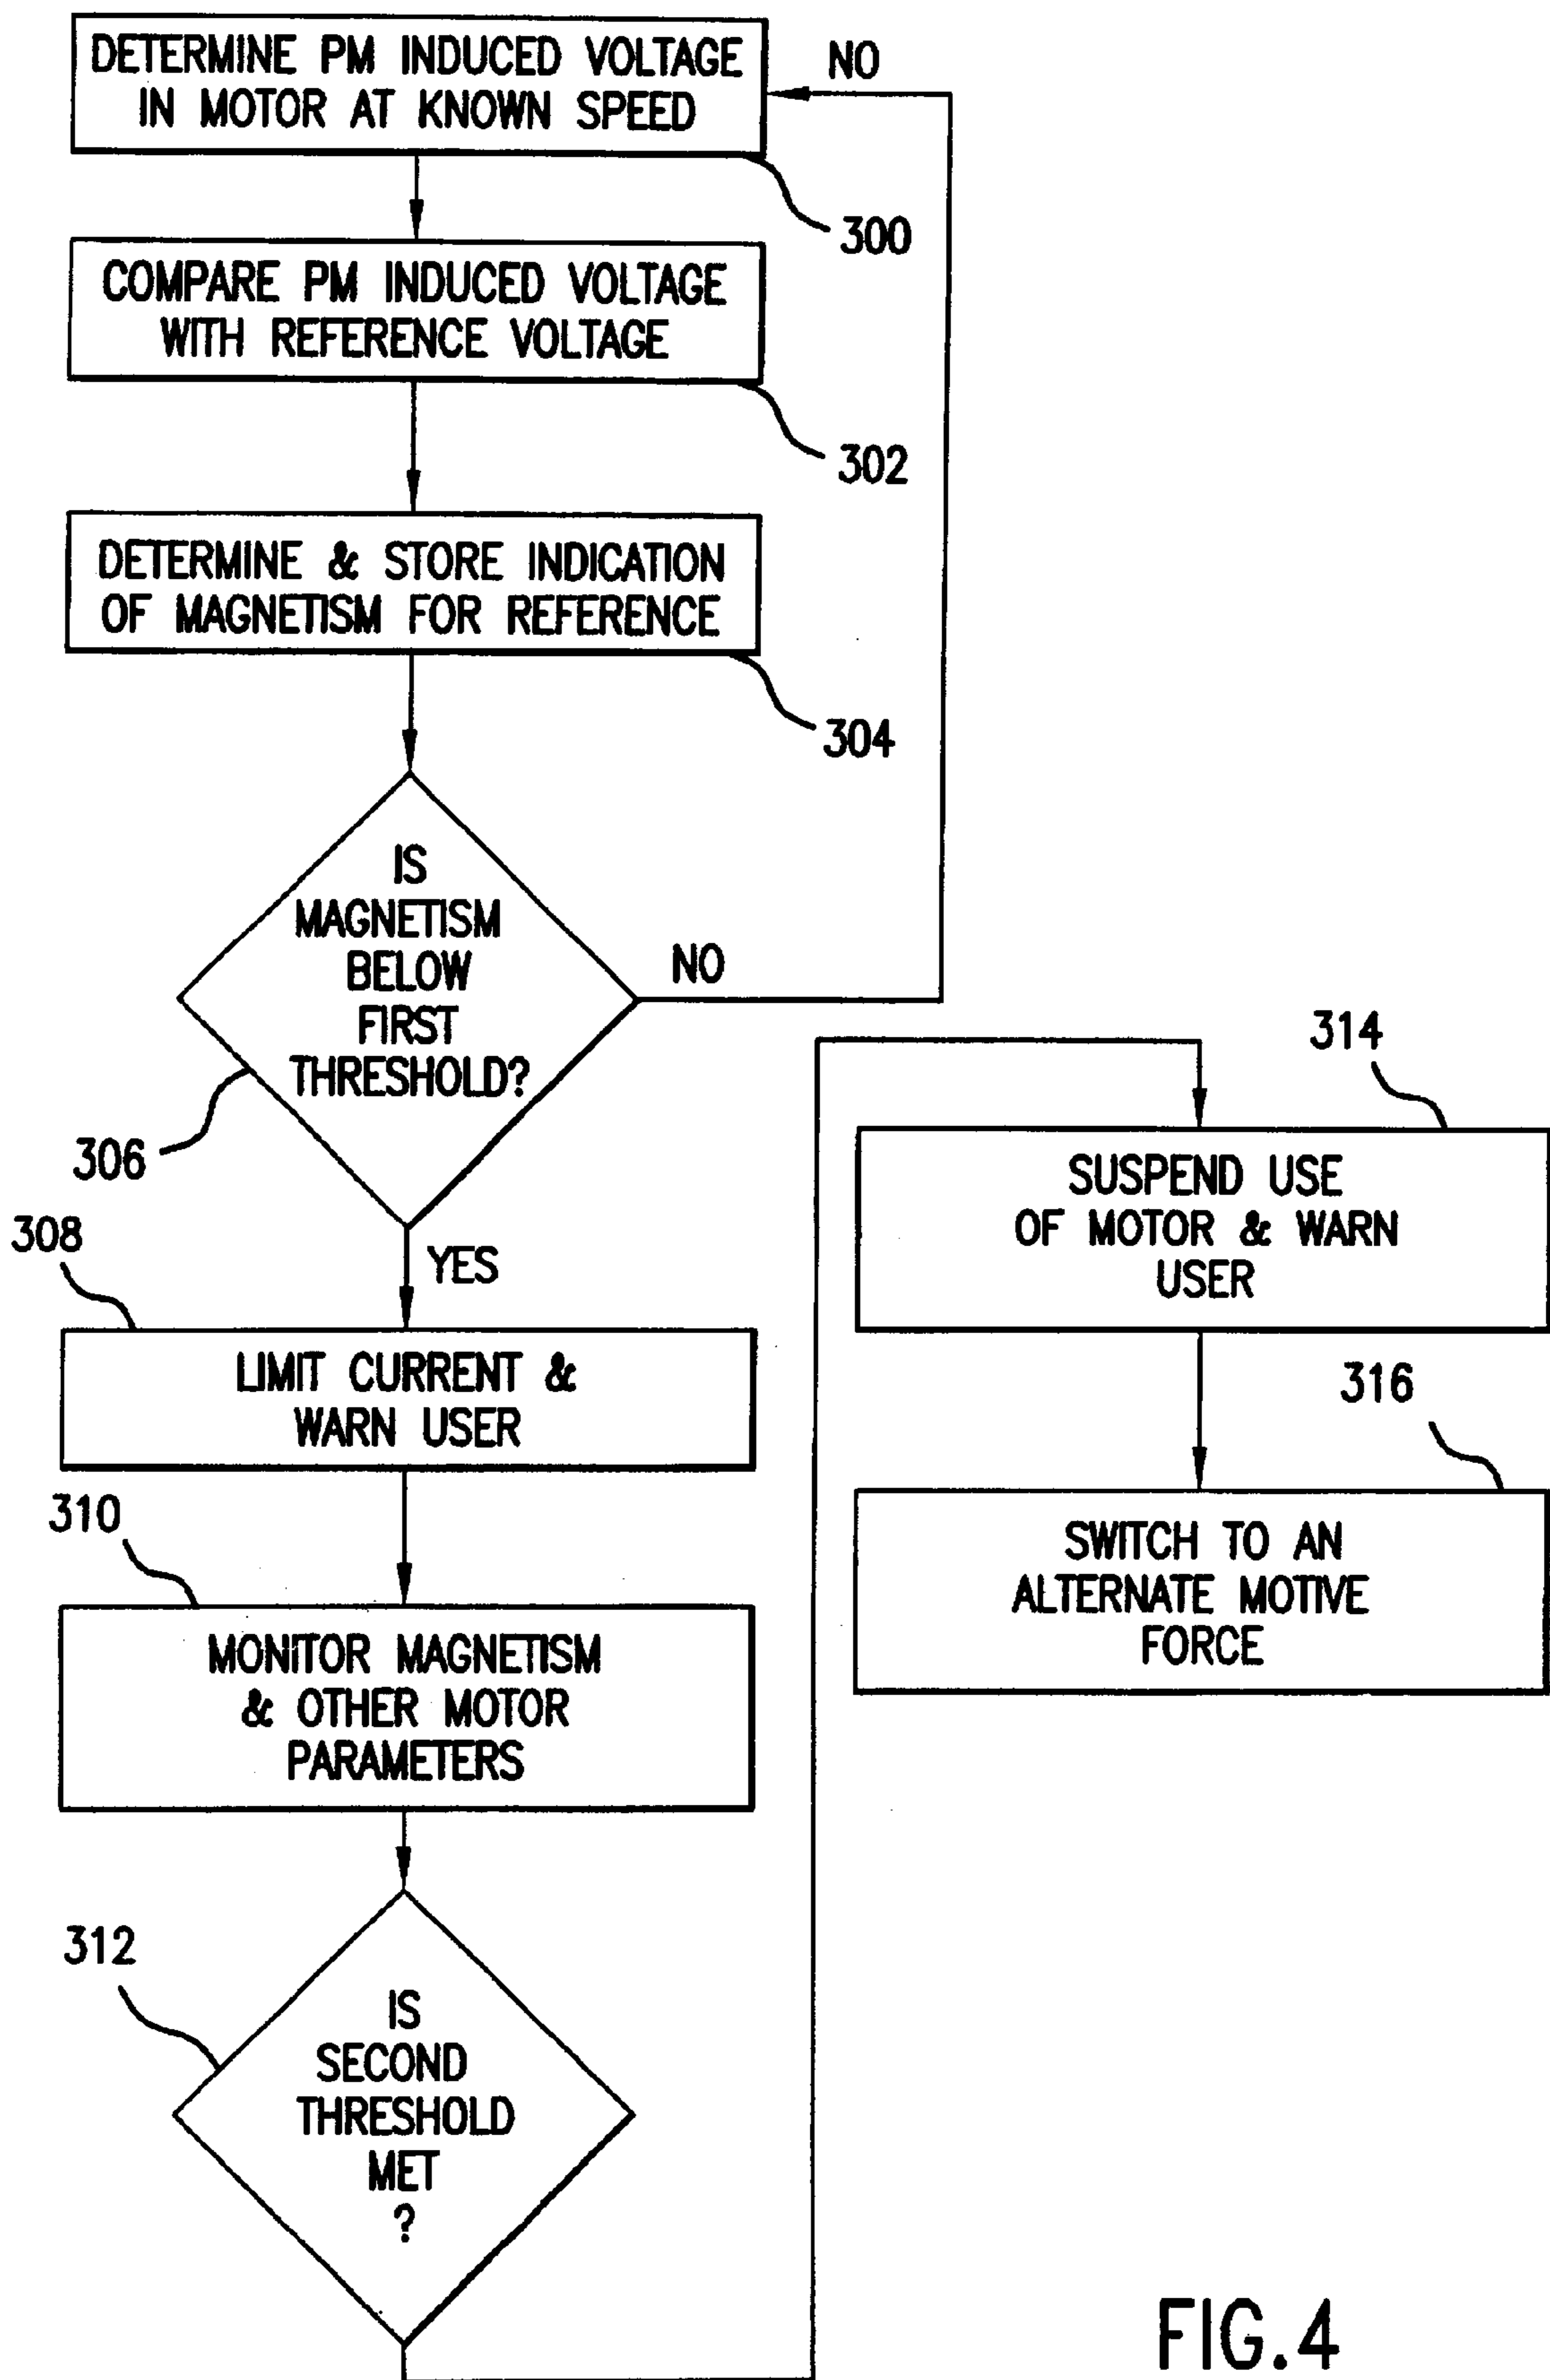 DETERMINE PM INDUCED VOLTAGE
IN MOTOR AT KNOWN SPEED
NO
300
COMPARE PM INDUCED VOLTAGE
WITH REFERENCE VOLTAGE
302
DETERMINE & STORE INDICATION
OF MAGNETISM FOR REFERENCE
304
IS
MAGNETISM
BELOW
FIRST
THRESHOLD?
NO
306
YES
308
LIMIT CURRENT &
WARN USER
310
MONITOR MAGNETISM
& OTHER MOTOR
PARAMETERS
312
IS
SECOND
THRESHOLD
MET
?
314
SUSPEND USE
OF MOTOR & WARN
USER
316
SWITCH TO AN
ALTERNATE MOTIVE
FORCE
FIG.4